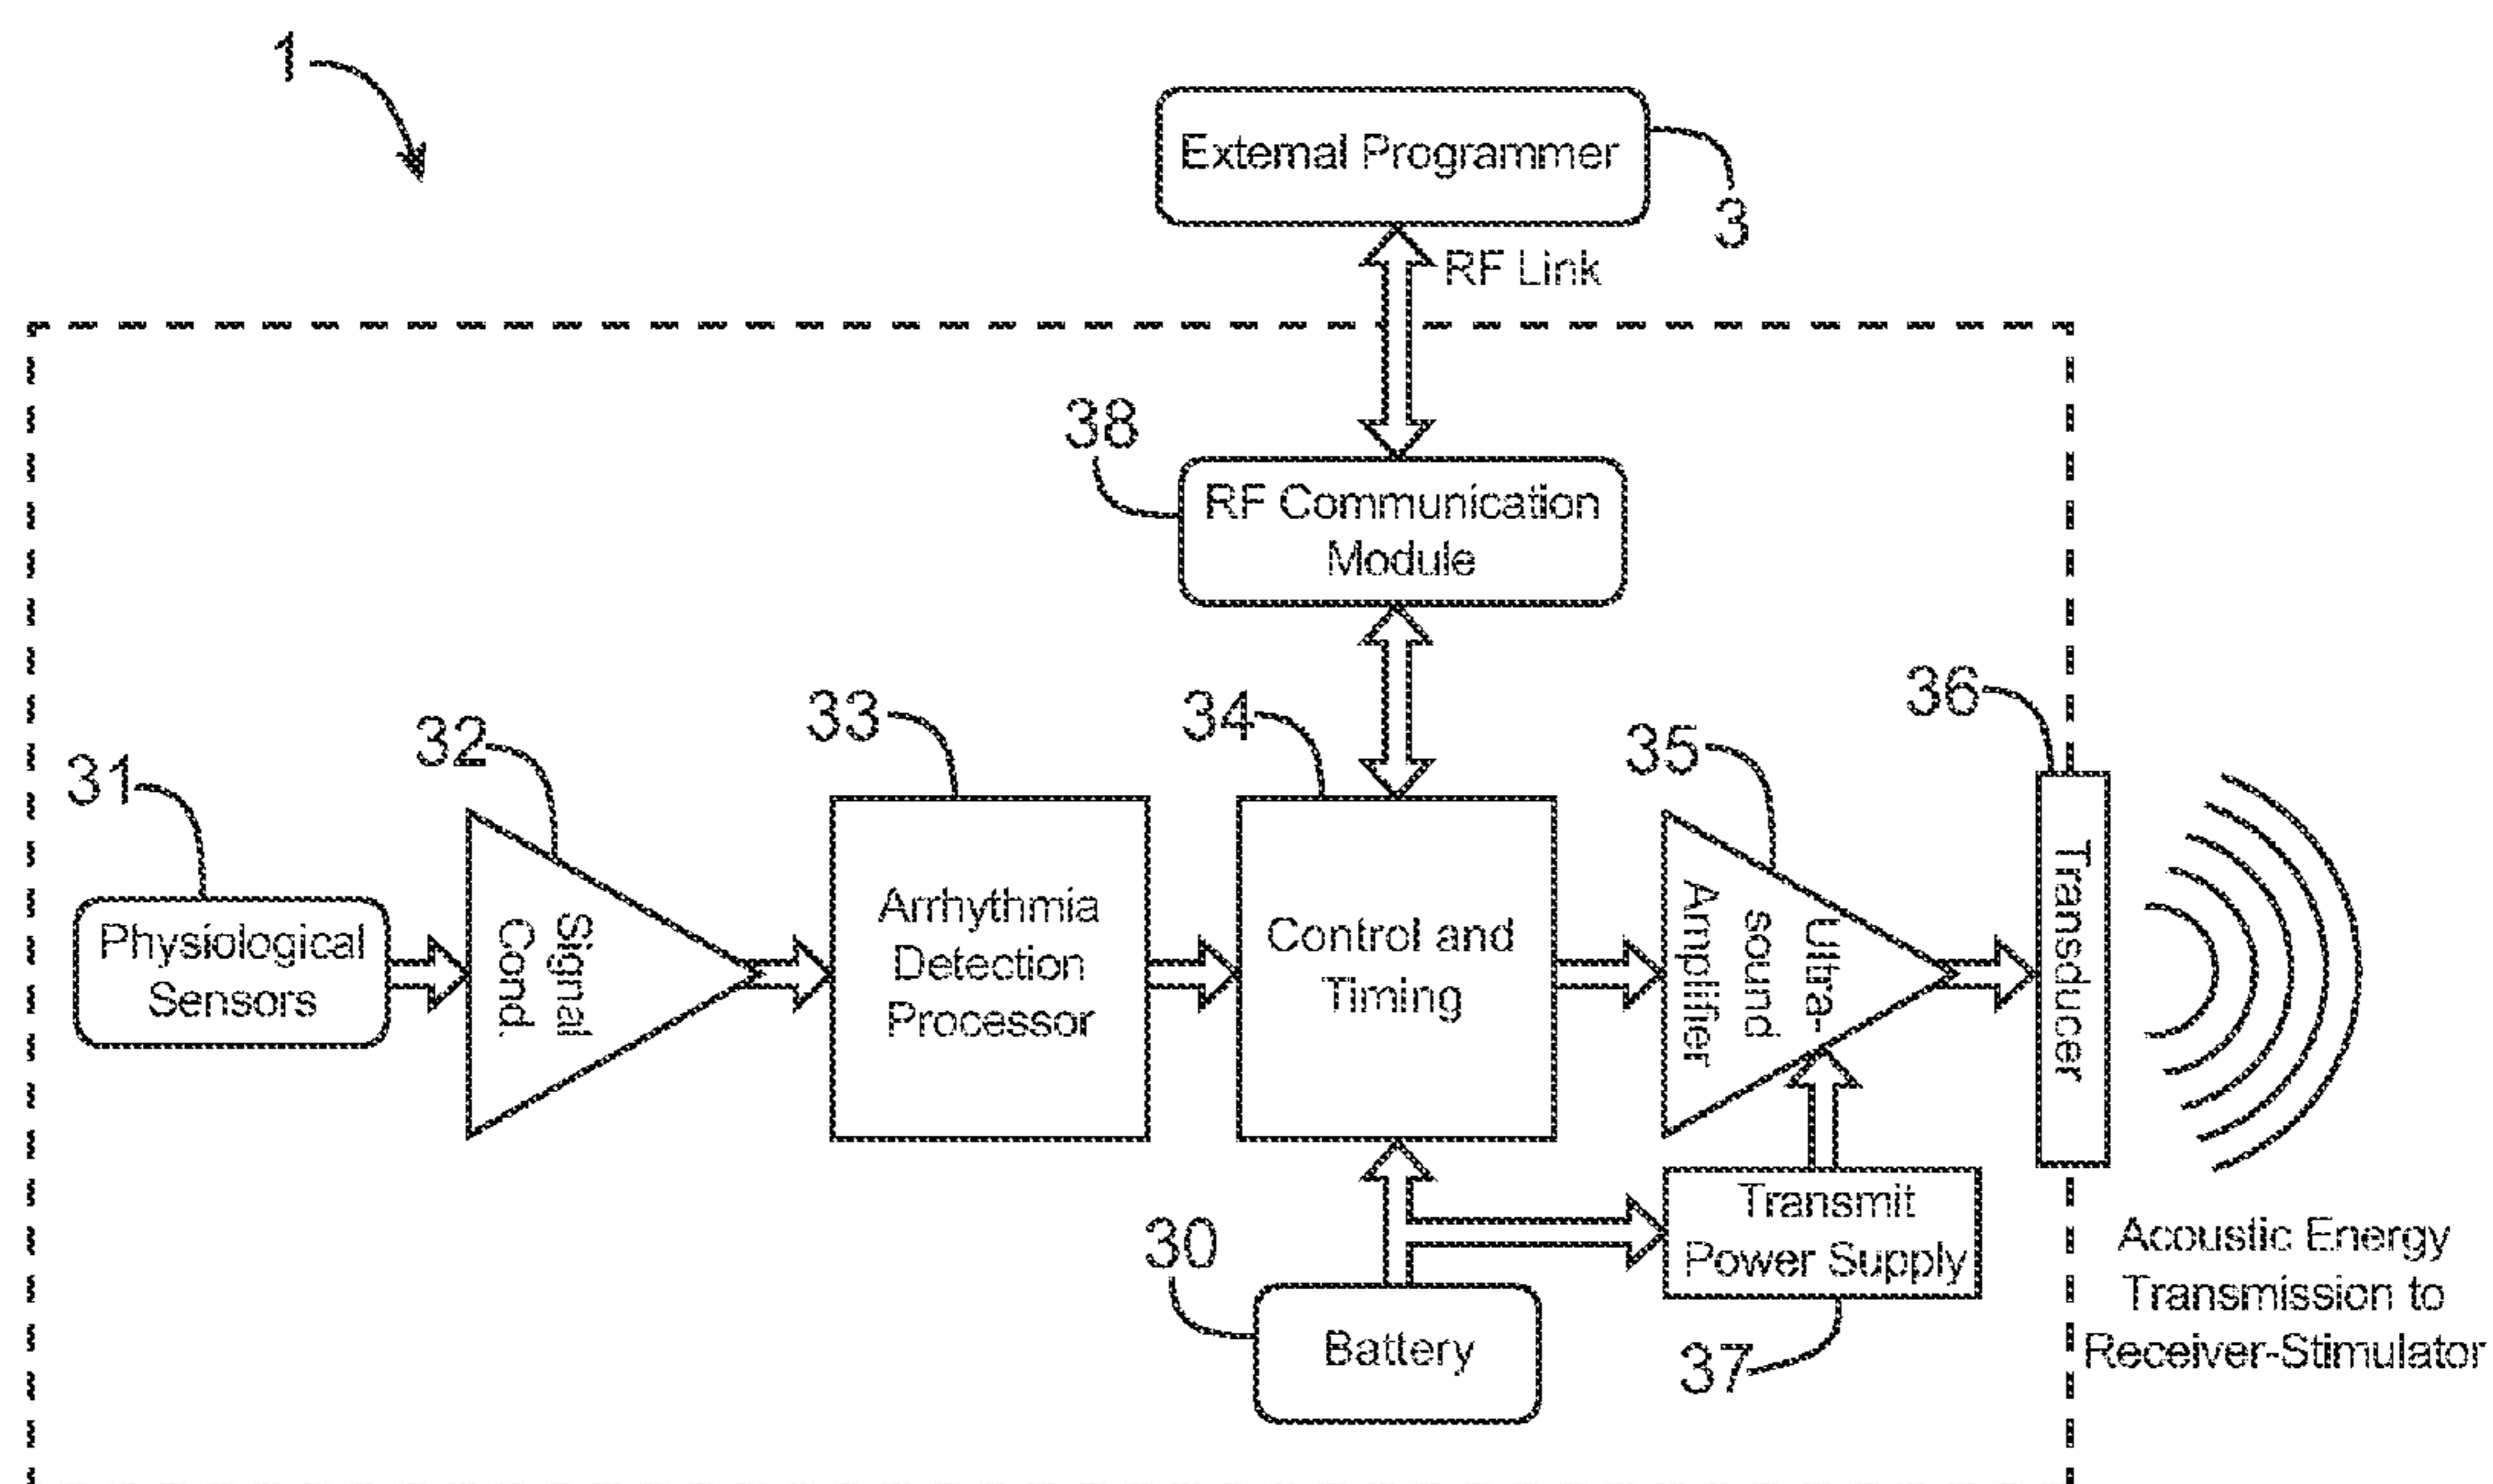 1
External Programmer
3
RF Link
38
RF Communication
Module
31
32
33
34
35
36
Physiological
Sensors
Signal
Cond.
Arrhythmia
Detection
Processor
Control and
Timing
Ultra-
sound
Amplifier
Transducer
30
Battery
Transmit
Power Supply
37
Acoustic Energy
Transmission to
Receiver-Stimulator